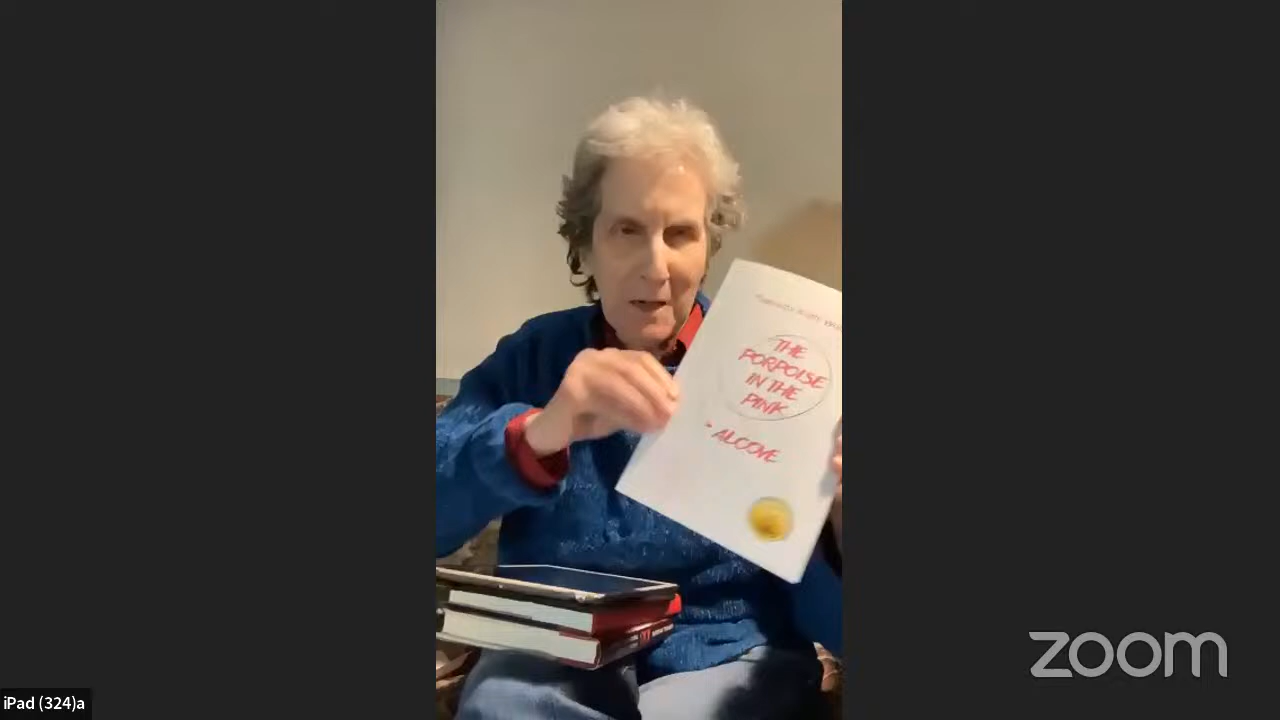 THE
PORPOISE
IN THE
PINK
ALCOVE
zoom
iPad (324)a